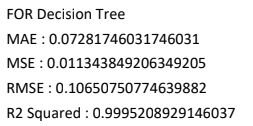 FOR Decision Tree
MAE : 0.07281746031746031
MSE : 0.011343849206349205
RMSE : 0.10650750774639882
R2 Squared : 0.9995208929146037